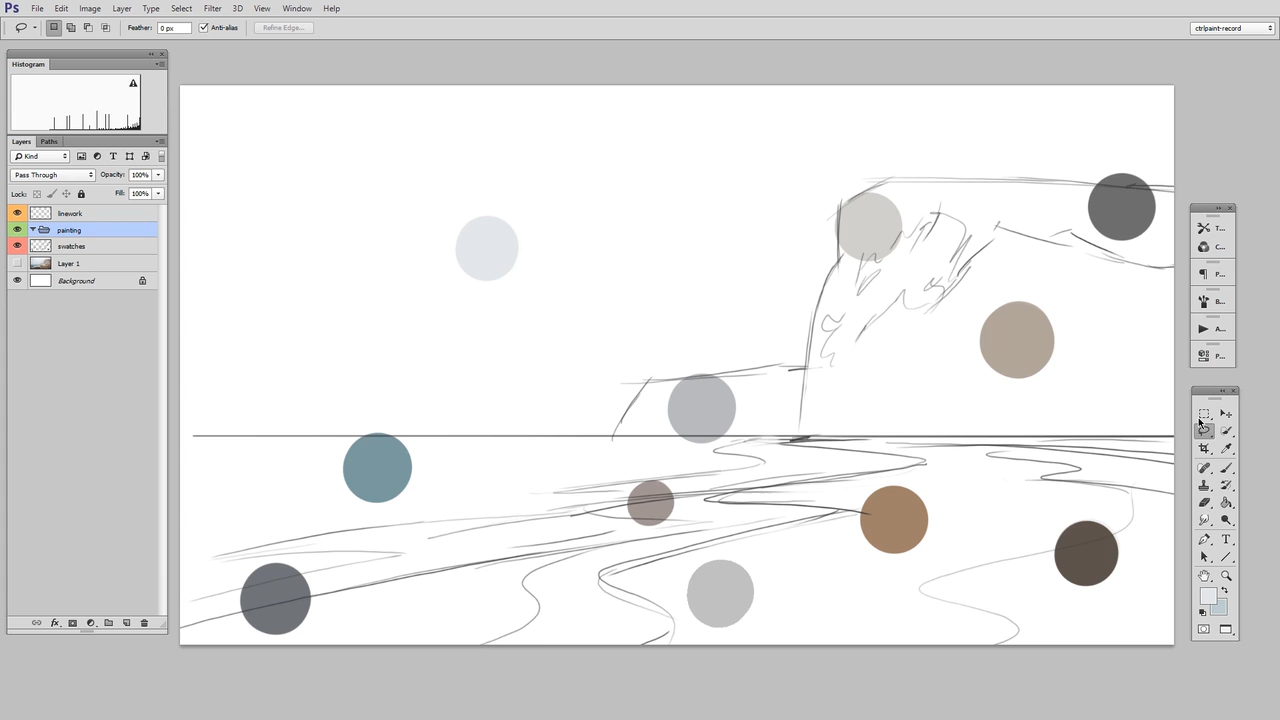 Ps File Edit Image Layer Type Select Filter 3D View Window Help
Feather: 0 px Anti-alias Refine Edge... ctrlpaint-record
Histogram
Layers Paths
Kind
Pass Through Opacity: 100%
Lock: Fill: 100%
linework
painting
swatches
Layer 1
Background
fx
T...
C...
P...
B...
A...
P...